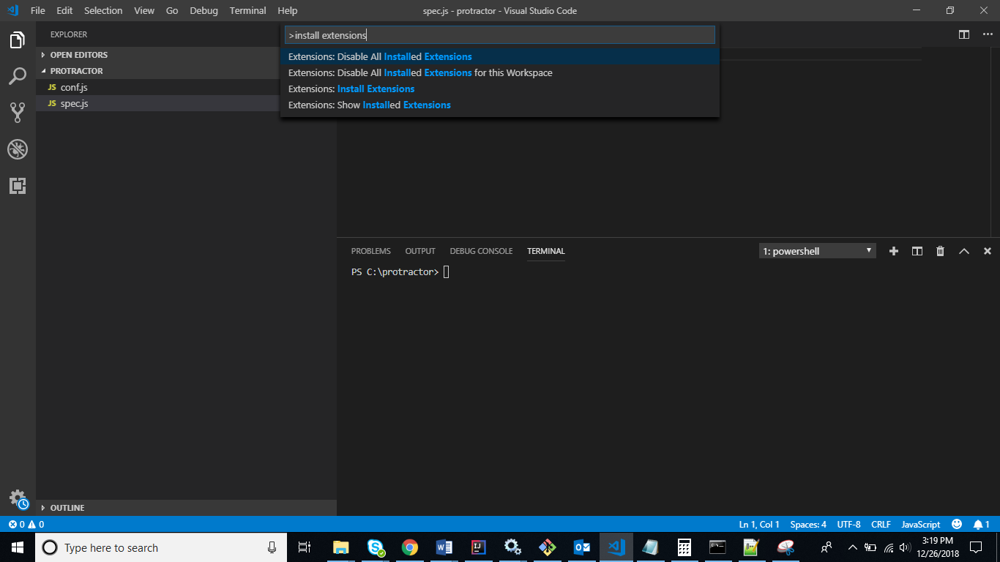 File Edit Selection View Go Debug Terminal Help
spec.js - protractor - Visual Studio Code
EXPLORER
>install extensions
OPEN EDITORS
Extensions: Disable All Installed Extensions
PROTRACTOR
Extensions: Disable All Installed Extensions for this Workspace
JS conf.js
Extensions: Install Extensions
JS spec.js
Extensions: Show Installed Extensions
PROBLEMS OUTPUT DEBUG CONSOLE TERMINAL
1: powershell
PS C:\protractor>
OUTLINE
0 0
Ln 1, Col 1 Spaces: 4 UTF-8 CRLF JavaScript 1
Type here to search
3:19 PM
12/26/2018